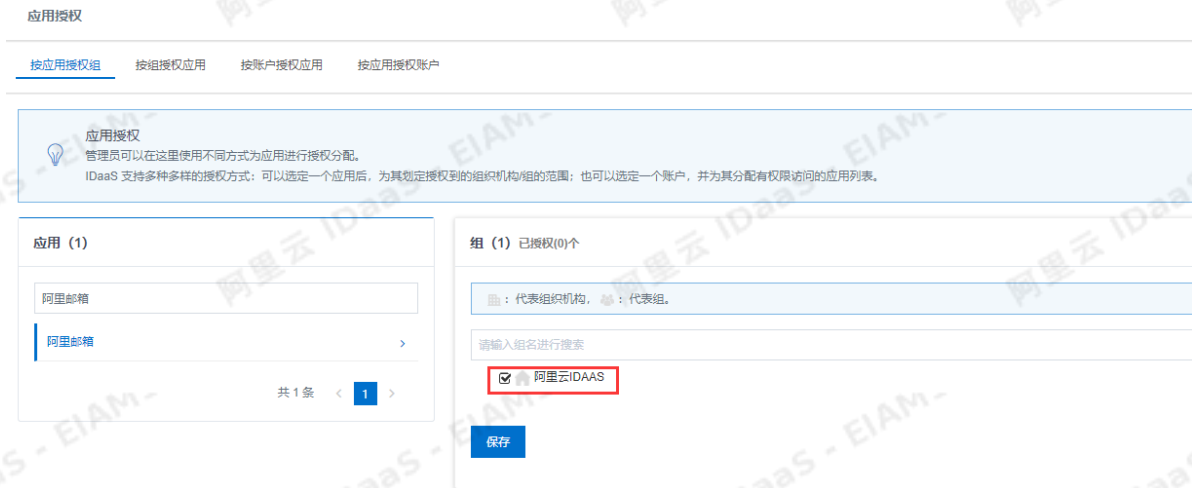 应用授权
按应用授权组 按组授权应用 按账户授权应用 按应用授权账户
应用授权
管理员可以在这里使用不同方式为应用进行授权分配。
IDaaS 支持多种多样的授权方式：可以选定一个应用后，为其划定授权到的组织机构/组的范围；也可以选定一个账户，并为其分配有权限访问的应用列表。
应用（1）
阿里邮箱
阿里邮箱
共 1 条 1
组（1）已授权(0)个
：代表组织机构， ：代表组。
请输入组名进行搜索
阿里云IDAAS
保存
阿里云 IDaaS - EIAM-